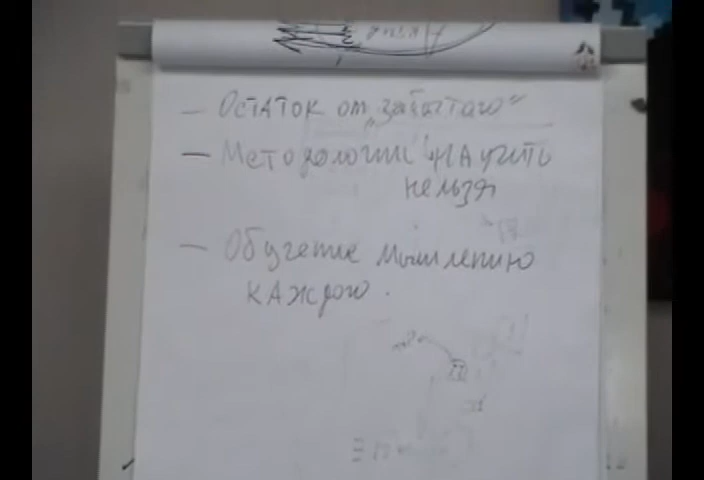 — Остаток от забытого"
— Методологии научить
нельзя
— Обучение мышлению
каждого.